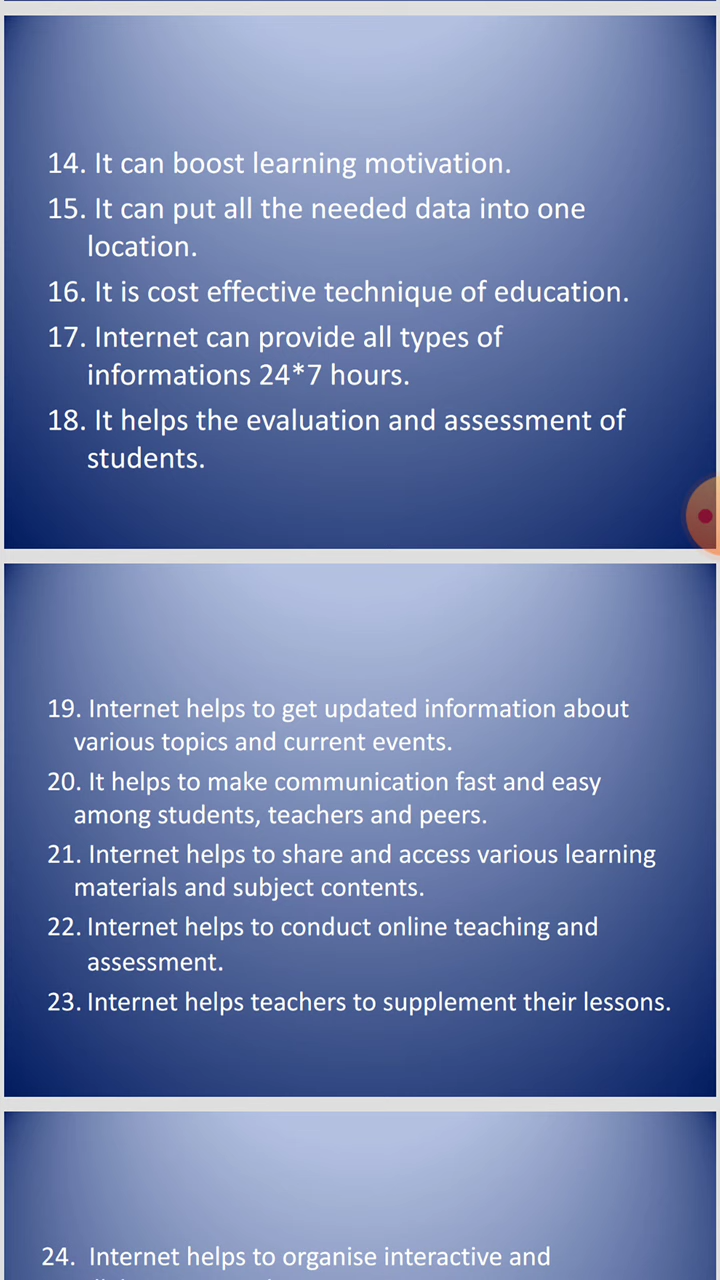 14. It can boost learning motivation.
15. It can put all the needed data into one
location.
16. It is cost effective technique of education.
17. Internet can provide all types of
informations 24*7 hours.
18. It helps the evaluation and assessment of
students.
19. Internet helps to get updated information about
various topics and current events.
20. It helps to make communication fast and easy
among students, teachers and peers.
21. Internet helps to share and access various learning
materials and subject contents.
22. Internet helps to conduct online teaching and
assessment.
23. Internet helps teachers to supplement their lessons.
24. Internet helps to organise interactive and